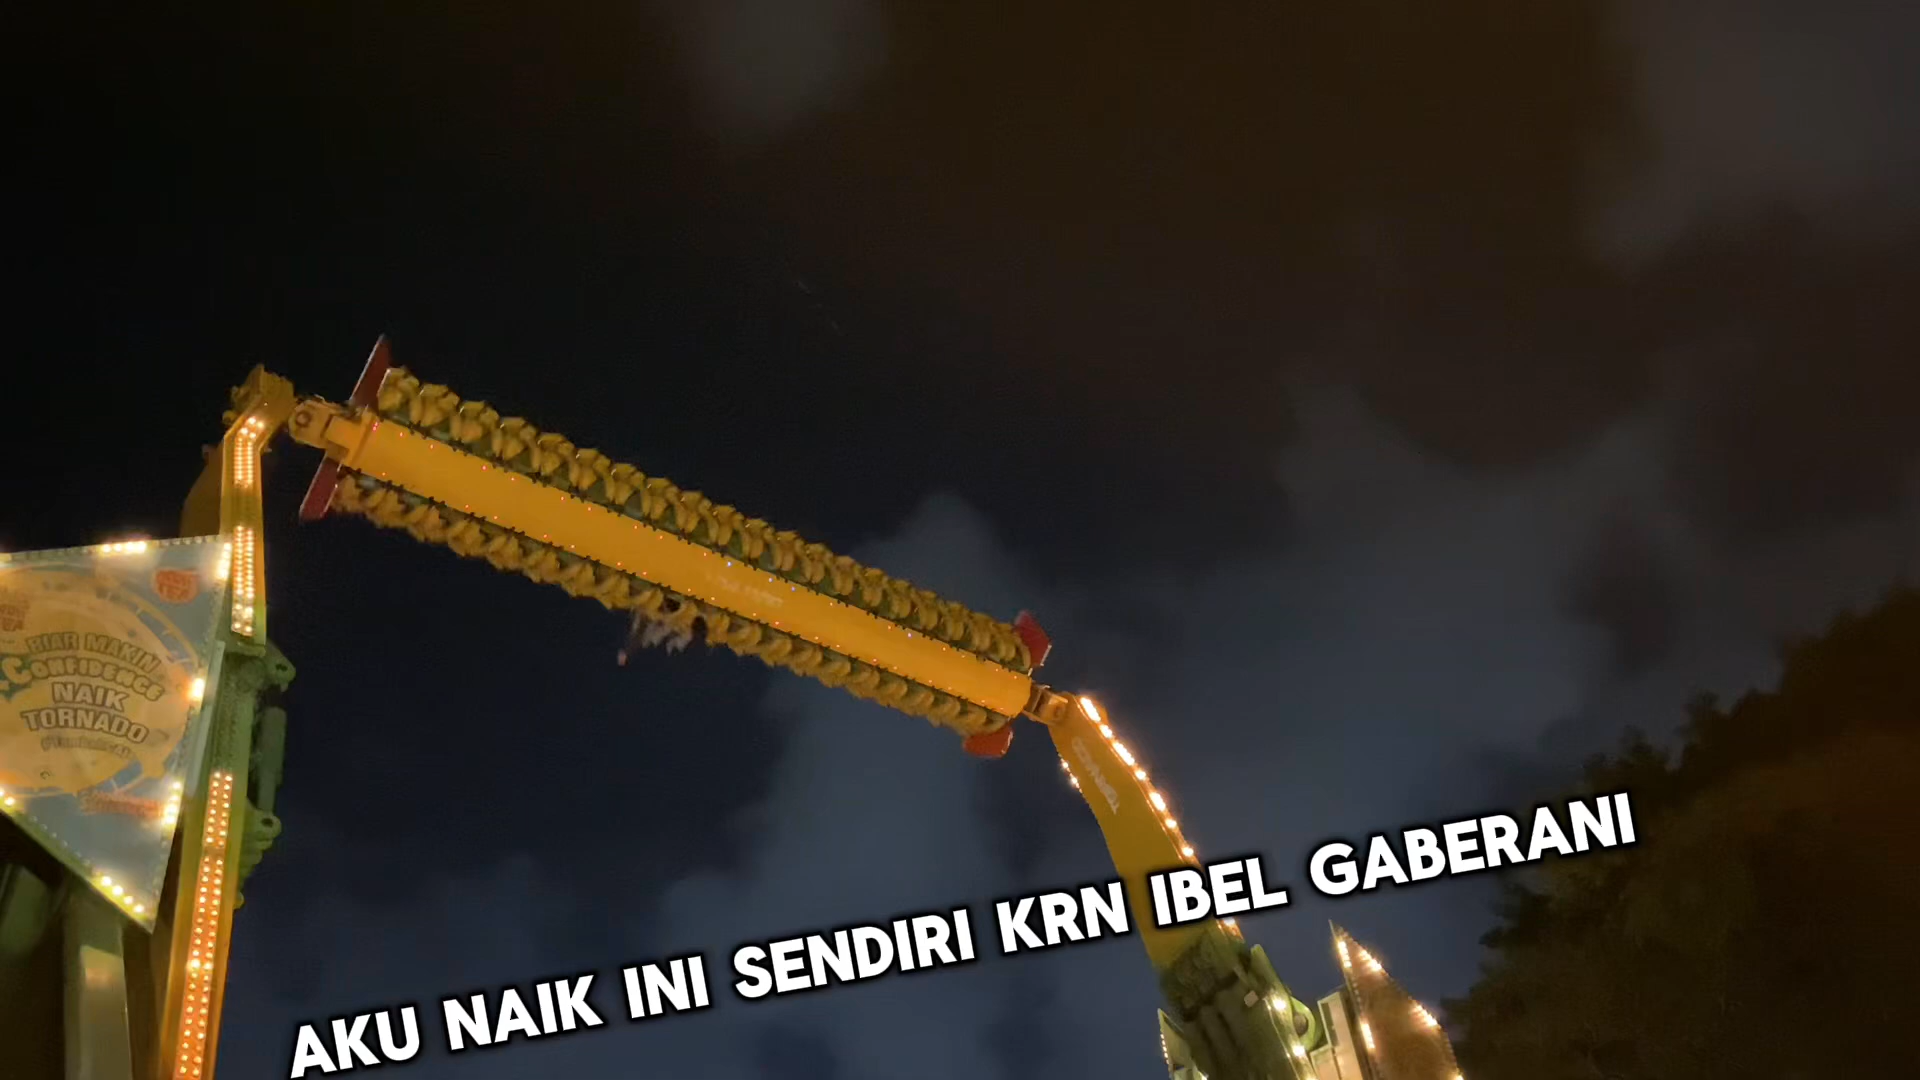 BIAR MAKIN
CONFIDENCE
NAIK
TORNADO
AKU NAIK INI SENDIRI KRN IBEL GABERANI